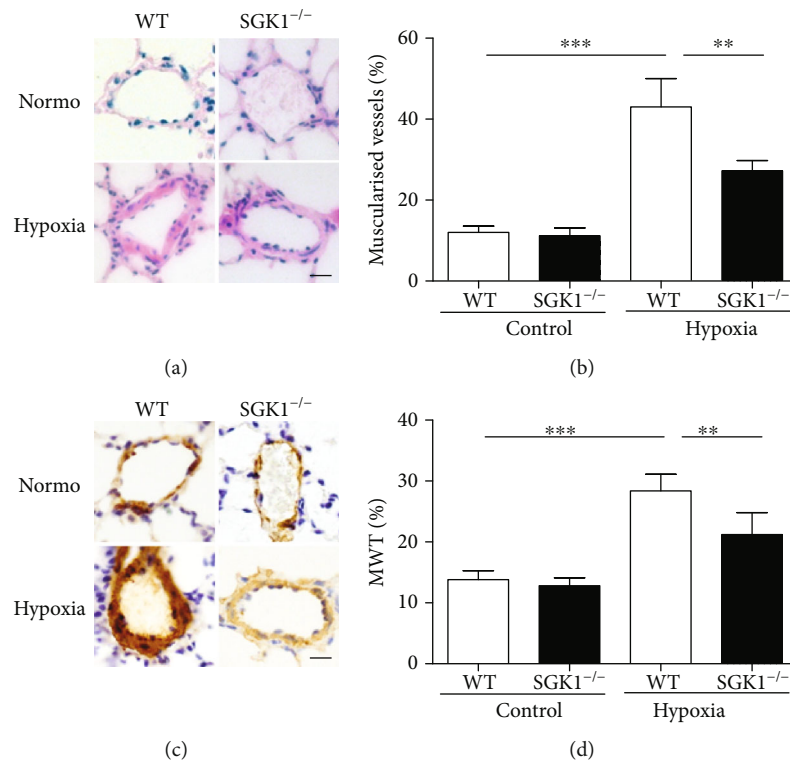 WT SGK1−/−
Normo
Hypoxia
(a)
Muscularised vessels (%)
60
40
20
0
*** **
WT SGK1−/− WT SGK1−/−
Control Hypoxia
(b)
WT SGK1−/−
Normo
Hypoxia
(c)
MWT (%)
40
30
20
10
0
*** **
WT SGK1−/− WT SGK1−/−
Control Hypoxia
(d)